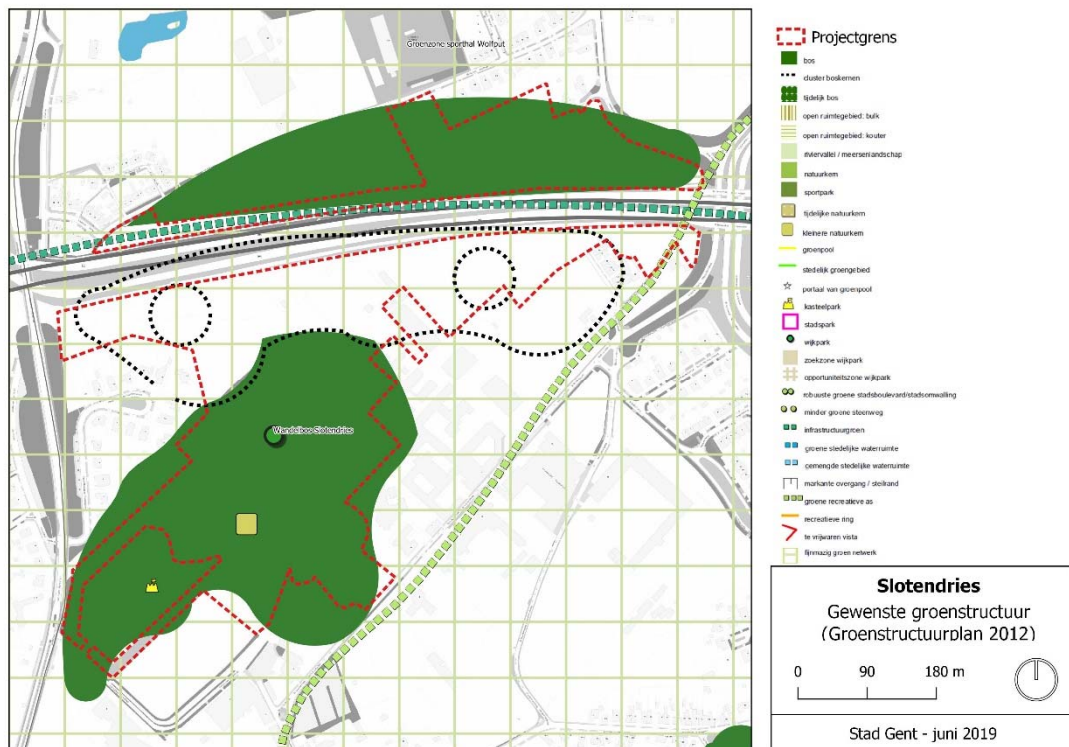 Groenzone sporthal Wolfput
Wandelbos Slotendries
Projectgrens
bos
cluster boskernen
tijdelijk bos
open ruimtegebied: bulk
open ruimtegebied: kouter
riviervallei / meersenlandschap
natuurkern
sportpark
tijdelijke natuurkern
kleinere natuurkern
groenpool
stedelijk groengebied
portaal van groenpool
kasteelpark
stadspark
wijkpark
zoekzone wijkpark
opportuniteitszone wijkpark
robuuste groene stadsboulevard/stadsomwalling
minder groene steenweg
infrastructuurgroen
groene stedelijke waterruimte
gemengde stedelijke waterruimte
markante overgang / steilrand
groene recreatieve as
recreatieve ring
te vrijwaren vista
fijnmazig groen netwerk
Slotendries
Gewenste groenstructuur
(Groenstructuurplan 2012)
0 90 180 m
Stad Gent - juni 2019